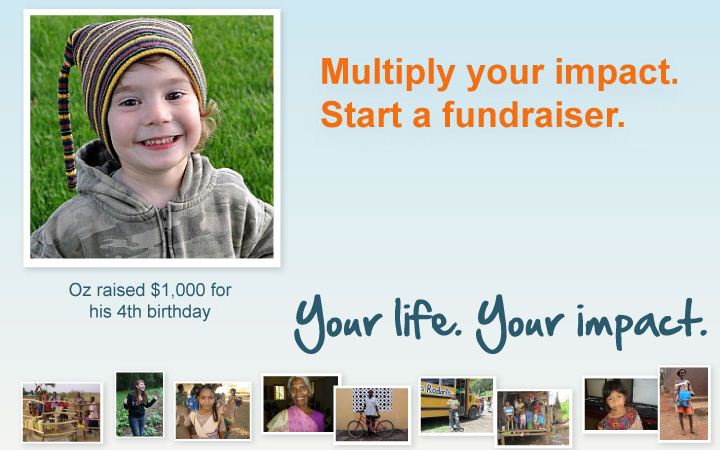 Multiply your impact.
Start a fundraiser.
Oz raised $1,000 for
his 4th birthday
Your life. Your impact.